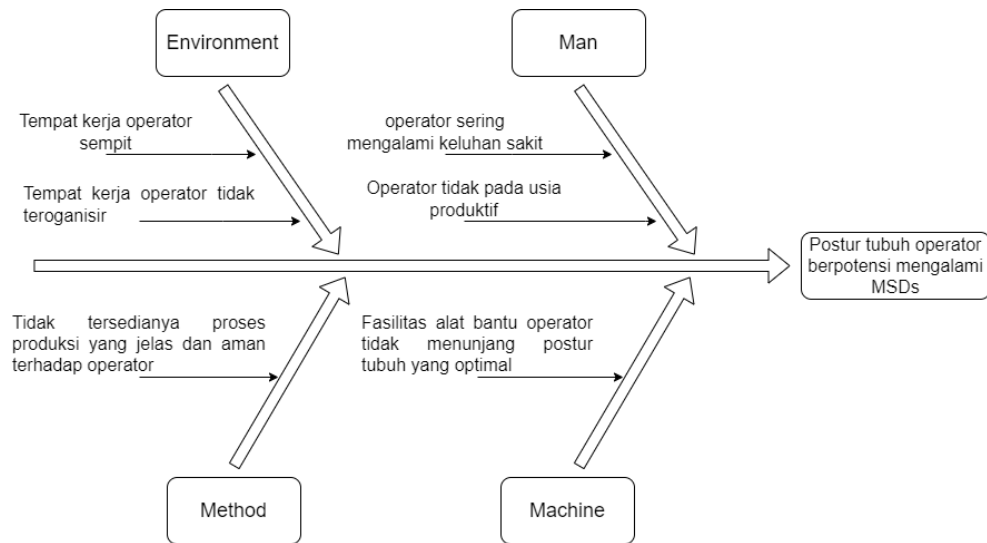 Environment
Man
Tempat kerja operator
sempit
operator sering
mengalami keluhan sakit
Tempat kerja operator tidak
teroganisir
Operator tidak pada usia
produktif
Postur tubuh operator
berpotensi mengalami
MSDs
Tidak tersedianya proses
produksi yang jelas dan aman
terhadap operator
Fasilitas alat bantu operator
tidak menunjang postur
tubuh yang optimal
Method
Machine